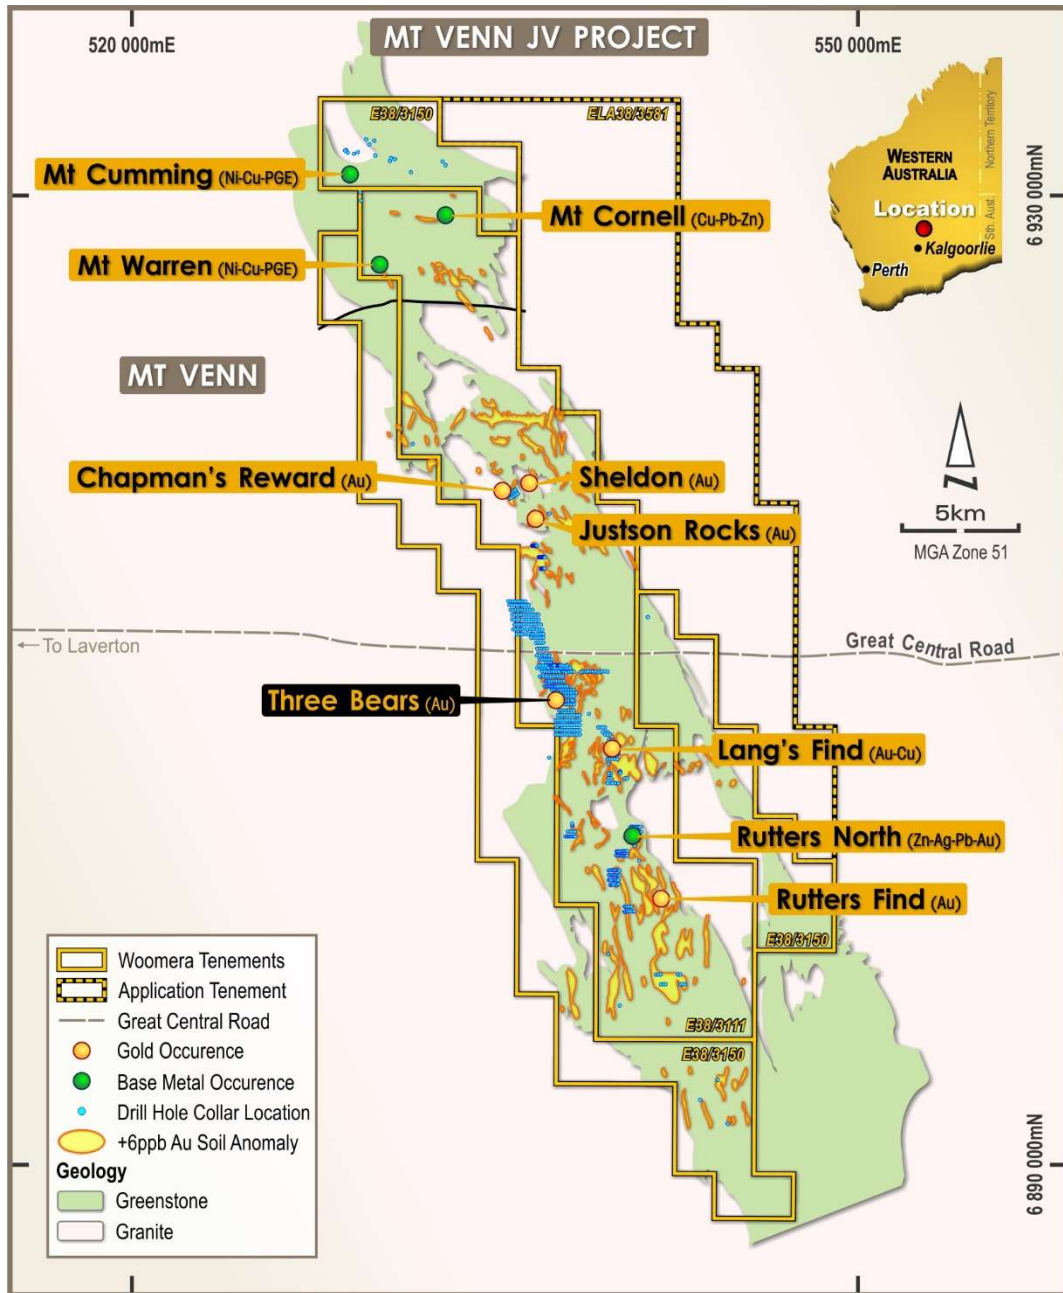 MT VENN JV PROJECT
520 000mE
550 000mE
E38/3150
ELA38/3581
WESTERN
AUSTRALIA
Northern Territory
Sth. Aust.
Location
Kalgoorlie
Perth
6 930 000mN
Mt Cumming (Ni-Cu-PGE)
Mt Cornell (Cu-Pb-Zn)
Mt Warren (Ni-Cu-PGE)
MT VENN
Chapman's Reward (Au)
Sheldon (Au)
Justson Rocks (Au)
N
5km
MGA Zone 51
← To Laverton
Great Central Road
Three Bears (Au)
Lang's Find (Au-Cu)
Rutters North (Zn-Ag-Pb-Au)
Rutters Find (Au)
E38/3150
E38/3111
E38/3150
6 890 000mN
Woomera Tenements
Application Tenement
Great Central Road
Gold Occurence
Base Metal Occurence
Drill Hole Collar Location
+6ppb Au Soil Anomaly
Geology
Greenstone
Granite